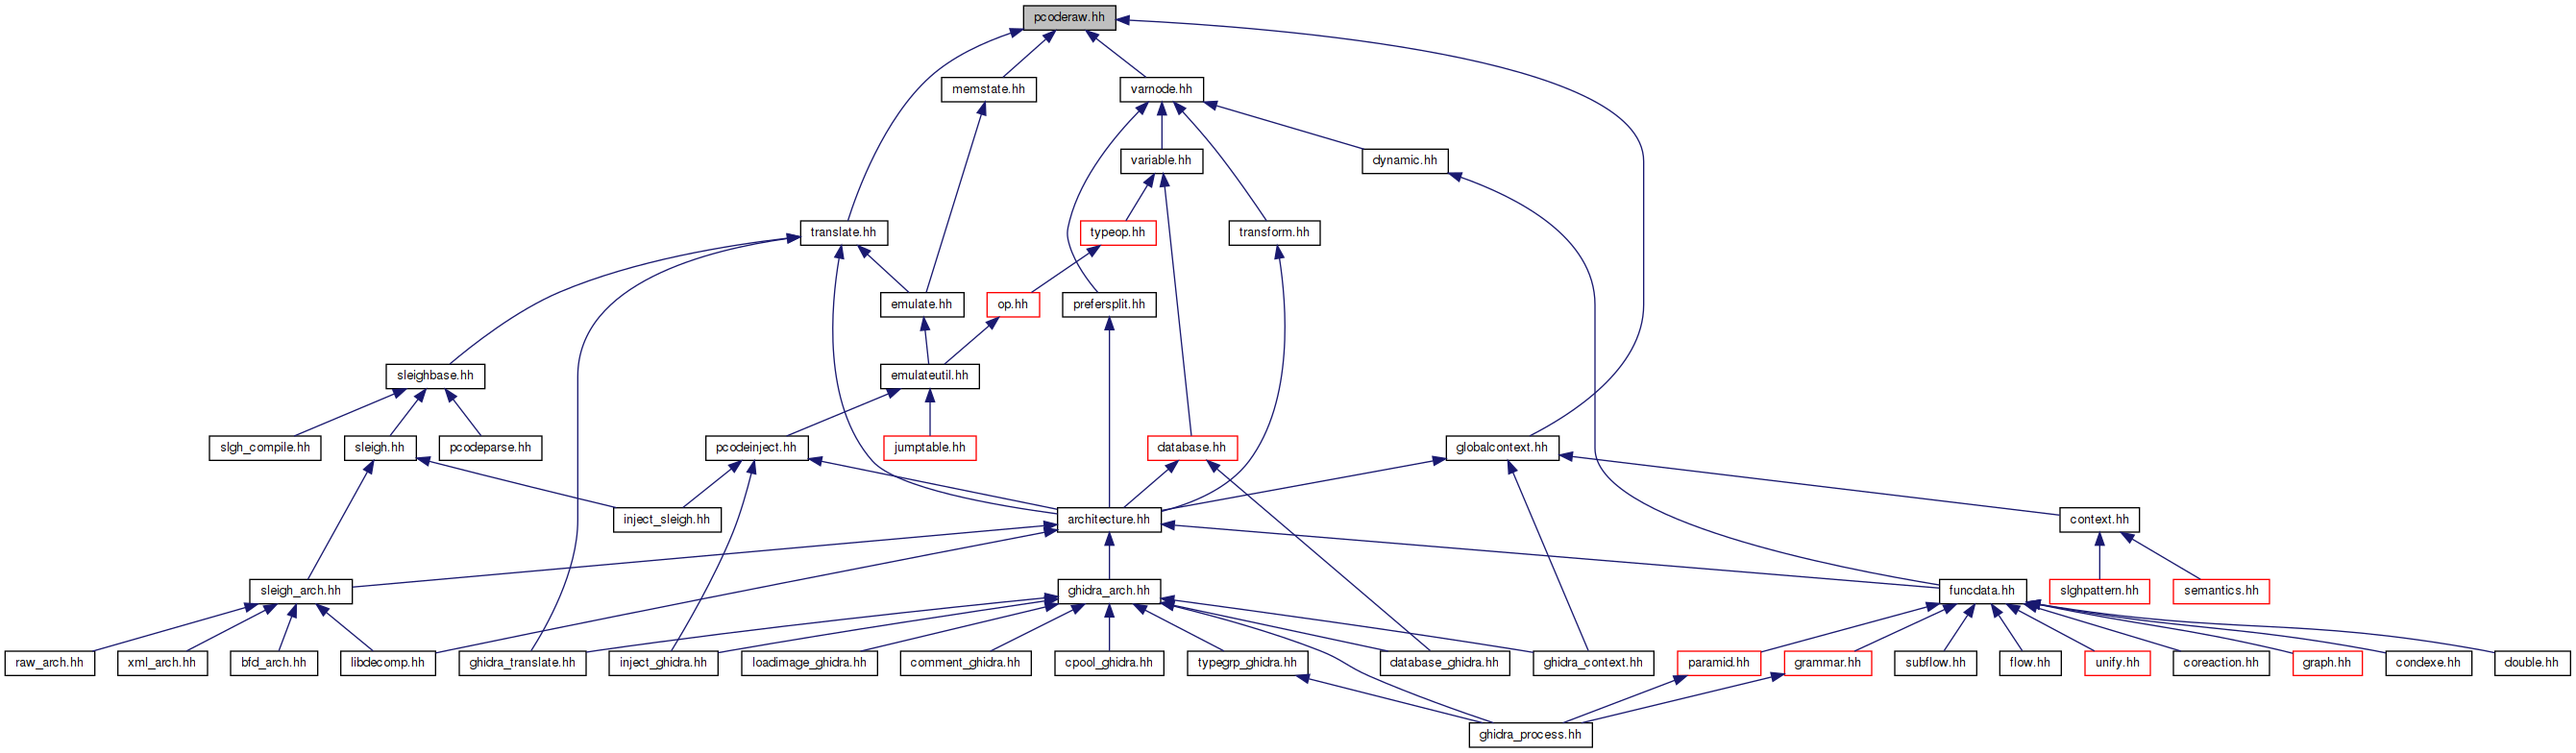 pcoderaw.hh
memstate.hh
varnode.hh
variable.hh
dynamic.hh
translate.hh
typeop.hh
transform.hh
emulate.hh
op.hh
prefersplit.hh
sleighbase.hh
emulateutil.hh
slgh_compile.hh
sleigh.hh
pcodeparse.hh
pcodeinject.hh
jumptable.hh
database.hh
globalcontext.hh
inject_sleigh.hh
architecture.hh
context.hh
sleigh_arch.hh
ghidra_arch.hh
funcdata.hh
slghpattern.hh
semantics.hh
raw_arch.hh
xml_arch.hh
bfd_arch.hh
libdecomp.hh
ghidra_translate.hh
inject_ghidra.hh
loadimage_ghidra.hh
comment_ghidra.hh
cpool_ghidra.hh
typegrp_ghidra.hh
database_ghidra.hh
ghidra_context.hh
paramid.hh
grammar.hh
subflow.hh
flow.hh
unify.hh
coreaction.hh
graph.hh
condexe.hh
double.hh
ghidra_process.hh